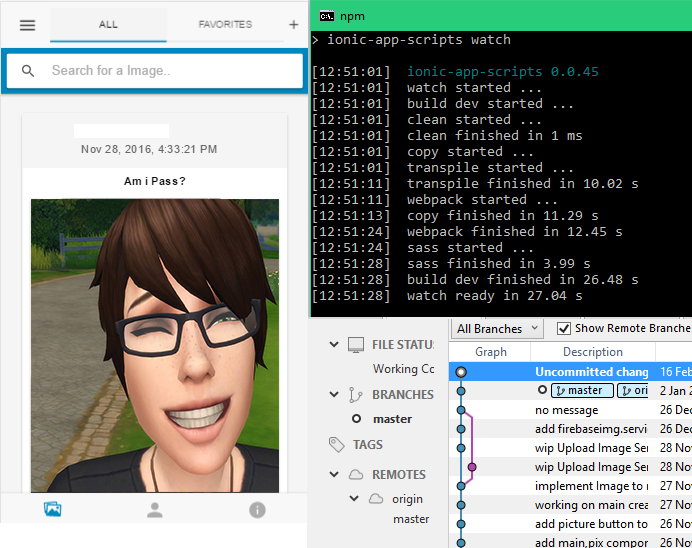 ALL
FAVORITES
+
Search for a Image..
Nov 28, 2016, 4:33:21 PM
Am i Pass?
npm
> ionic-app-scripts watch
[12:51:01] ionic-app-scripts 0.0.45
[12:51:01] watch started ...
[12:51:01] build dev started ...
[12:51:01] clean started ...
[12:51:01] clean finished in 1 ms
[12:51:01] copy started ...
[12:51:01] transpile started ...
[12:51:11] transpile finished in 10.02 s
[12:51:11] webpack started ...
[12:51:13] copy finished in 11.29 s
[12:51:24] webpack finished in 12.45 s
[12:51:24] sass started ...
[12:51:28] sass finished in 3.99 s
[12:51:28] build dev finished in 26.48 s
[12:51:28] watch ready in 27.04 s
FILE STATUS
Working Co
BRANCHES
master
TAGS
REMOTES
origin
master
All Branches
Show Remote Branche
Graph Description
Uncommitted chang 16 Feb
master ori 2 Jan 2
no message 26 Dec
add firebaseimg.servi 26 Dec
wip Upload Image Ser 28 Nov
wip Upload Image Ser 28 Nov
implement Image to r 27 Nov
working on main crea 27 Nov
add picture button to 27 No
add main,pix compor 27 No